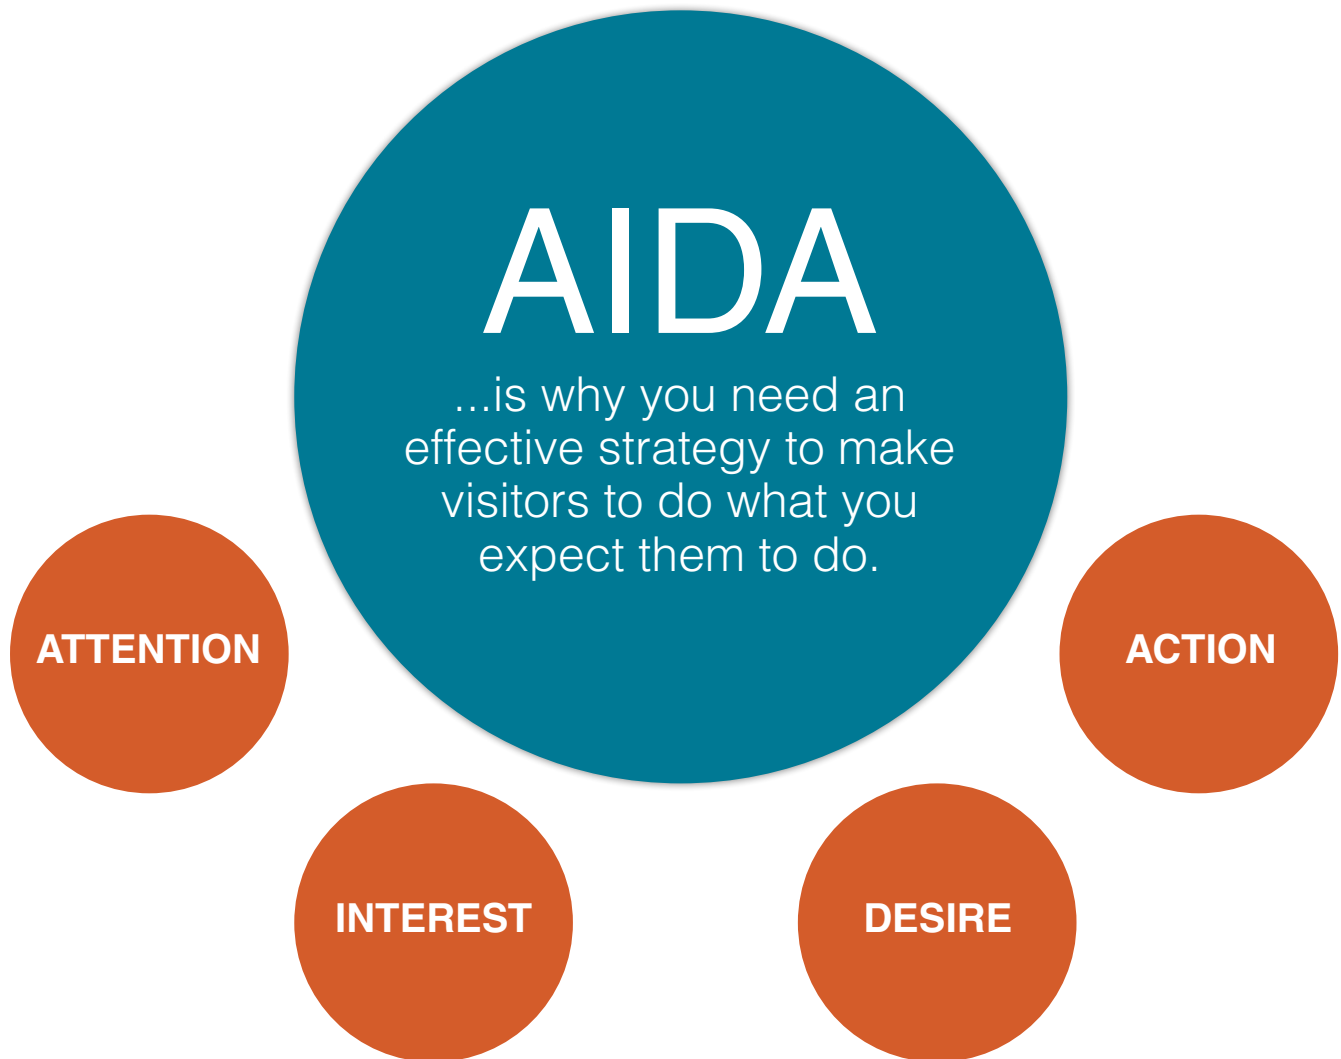 AIDA
...is why you need an
effective strategy to make
visitors to do what you
expect them to do.
ATTENTION
INTEREST
DESIRE
ACTION